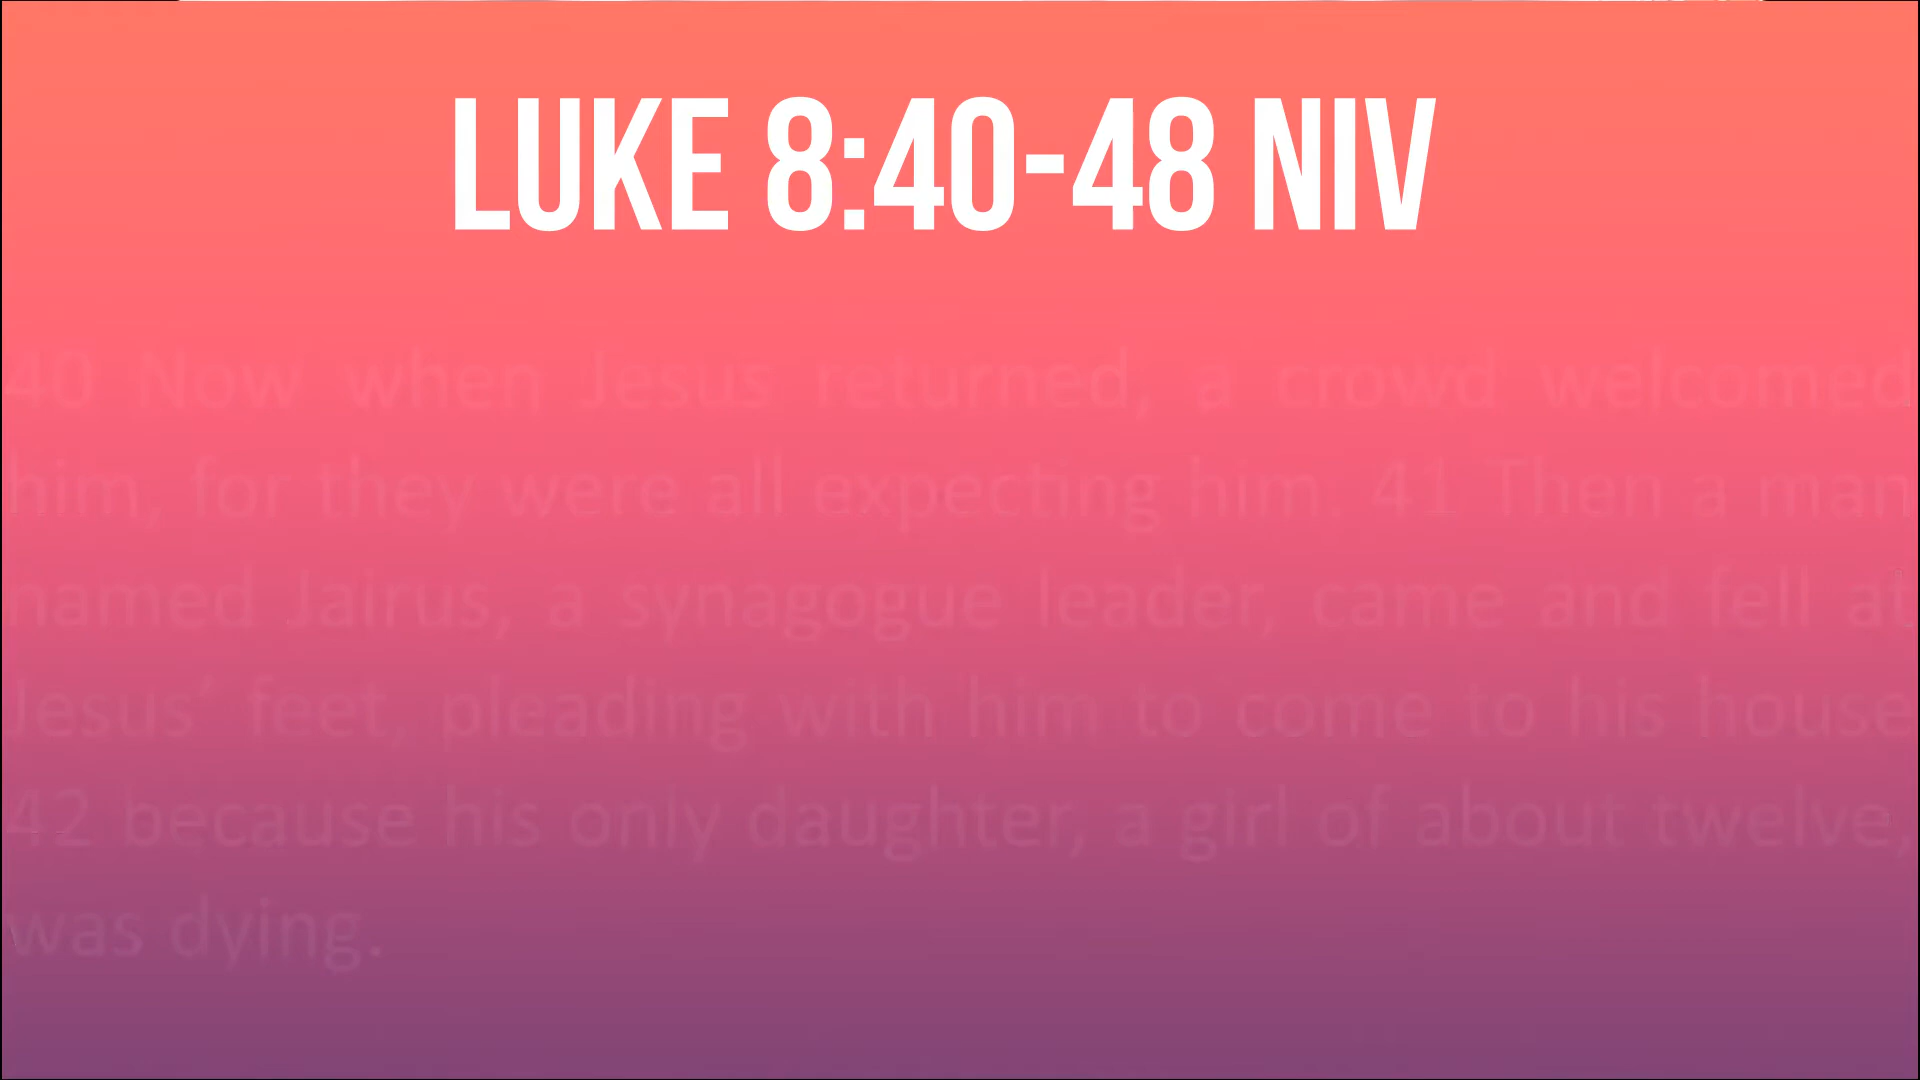 LUKE 8:40-48 NIV
40 Now when Jesus returned, a crowd welcomed
him, for they were all expecting him. 41 Then a man
named Jairus, a synagogue leader, came and fell at
Jesus’ feet, pleading with him to come to his house
42 because his only daughter, a girl of about twelve,
was dying.